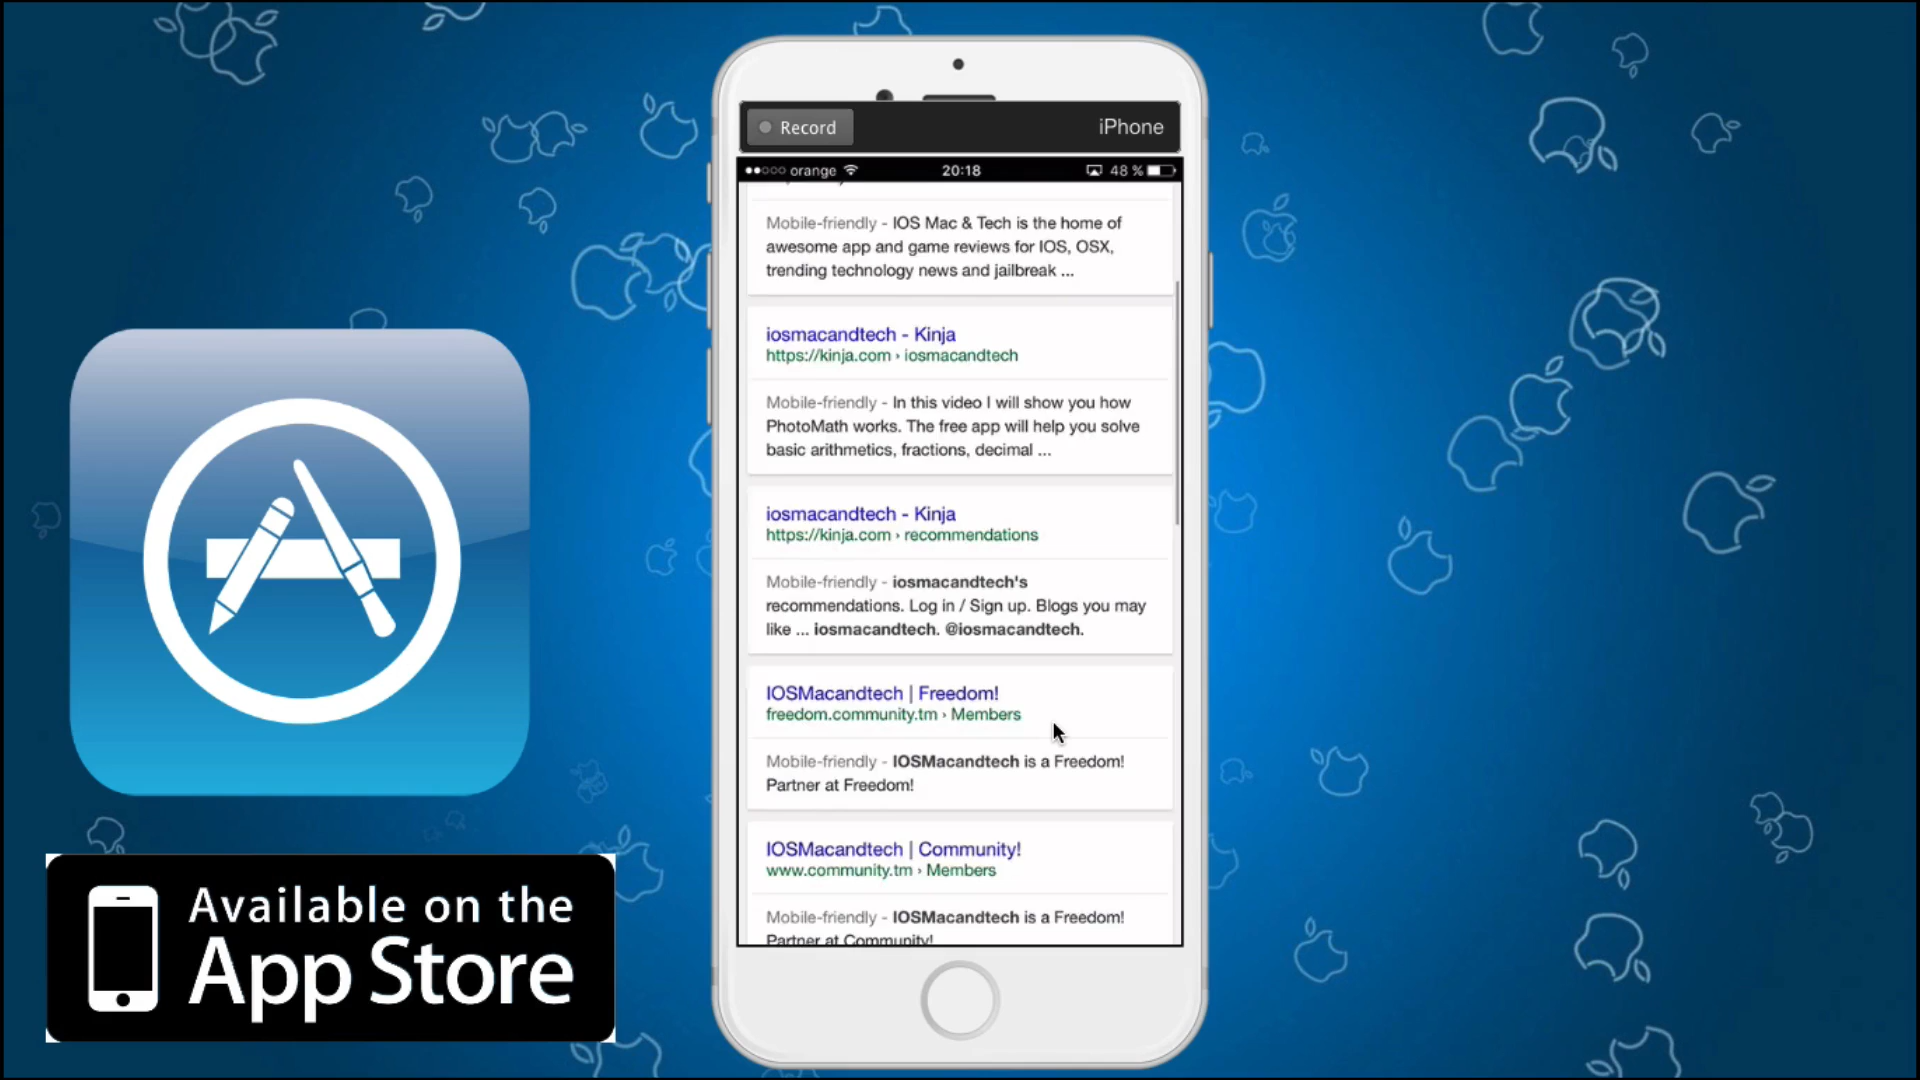 Record
iPhone
orange
20:18
48 %
Mobile-friendly - IOS Mac & Tech is the home of
awesome app and game reviews for IOS, OSX,
trending technology news and jailbreak ...
iosmacandtech - Kinja
https://kinja.com › iosmacandtech
Mobile-friendly - In this video I will show you how
PhotoMath works. The free app will help you solve
basic arithmetics, fractions, decimal ...
iosmacandtech - Kinja
https://kinja.com › recommendations
Mobile-friendly - iosmacandtech's
recommendations. Log in / Sign up. Blogs you may
like ... iosmacandtech. @iosmacandtech.
IOSMacandtech | Freedom!
freedom.community.tm › Members
Mobile-friendly - IOSMacandtech is a Freedom!
Partner at Freedom!
IOSMacandtech | Community!
www.community.tm › Members
Mobile-friendly - IOSMacandtech is a Freedom!
Partner at Community!
Available on the
App Store